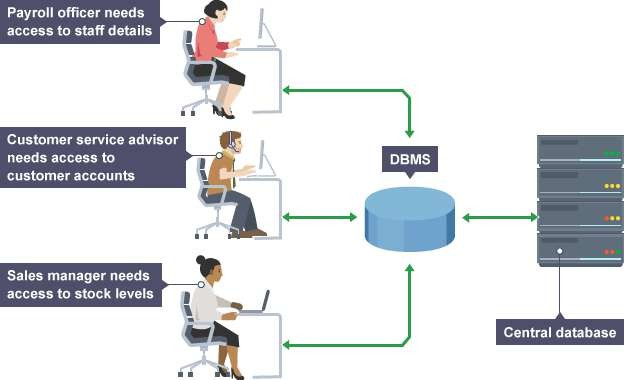 Payroll officer needs
access to staff details
Customer service advisor
needs access to
customer accounts
DBMS
Sales manager needs
access to stock levels
Central database